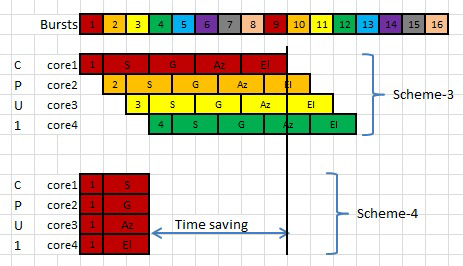 Bursts 1 2 3 4 5 6 7 8 9 10 11 12 13 14 15 16
C core1 1 S G Az El
P core2 2 S G Az El
U core3 3 S G Az El
1 core4 4 S G Az El
Scheme-3
C core1 1 S
P core2 1 G
U core3 1 Az
1 core4 1 El
Time saving
Scheme-4